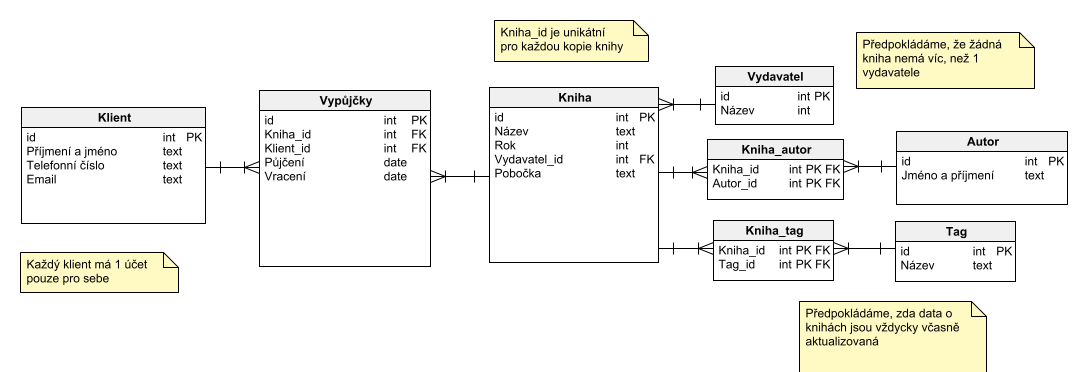 Kniha_id je unikátní
pro každou kopie knihy
Předpokládáme, že žádná
kniha nemá víc, než 1
vydavatele
Klient
id int PK
Příjmení a jméno text
Telefonní číslo text
Email text
Vypůjčky
id int PK
Kniha_id int FK
Klient_id int FK
Půjčení date
Vracení date
Kniha
id int PK
Název text
Rok int
Vydavatel_id int FK
Pobočka text
Vydavatel
id int PK
Název int
Kniha_autor
Kniha_id int PK FK
Autor_id int PK FK
Autor
id int PK
Jméno a příjmení text
Kniha_tag
Kniha_id int PK FK
Tag_id int PK FK
Tag
id int PK
Název text
Každý klient má 1 účet
pouze pro sebe
Předpokládáme, zda data o
knihách jsou vždycky včasně
aktualizovaná